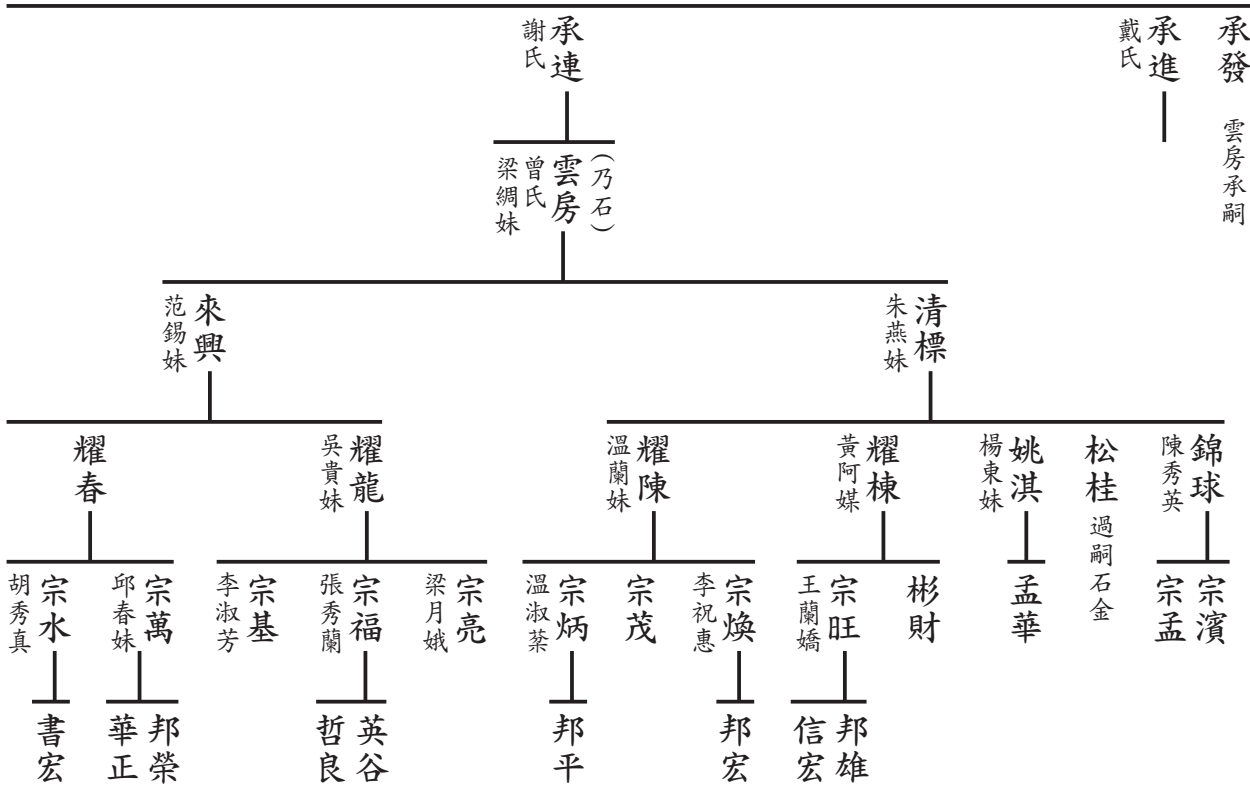 承發
雲房承嗣
承進
戴氏
承連
謝氏
(乃石)
雲房
曾氏
梁綢妹
清標
朱燕妹
來興
范錫妹
錦球
陳秀英
松桂
過嗣石金
姚淇
楊東妹
耀棟
黃阿媒
耀陳
溫蘭妹
耀龍
吳貴妹
耀春
宗濱
宗孟
孟華
彬財
宗旺
王蘭嬌
宗煥
李祝惠
宗茂
宗炳
溫淑棻
宗亮
梁月娥
宗福
張秀蘭
宗基
李淑芳
宗萬
邱春妹
宗水
胡秀真
邦雄
信宏
邦宏
邦平
英谷
哲良
邦榮
華正
書宏